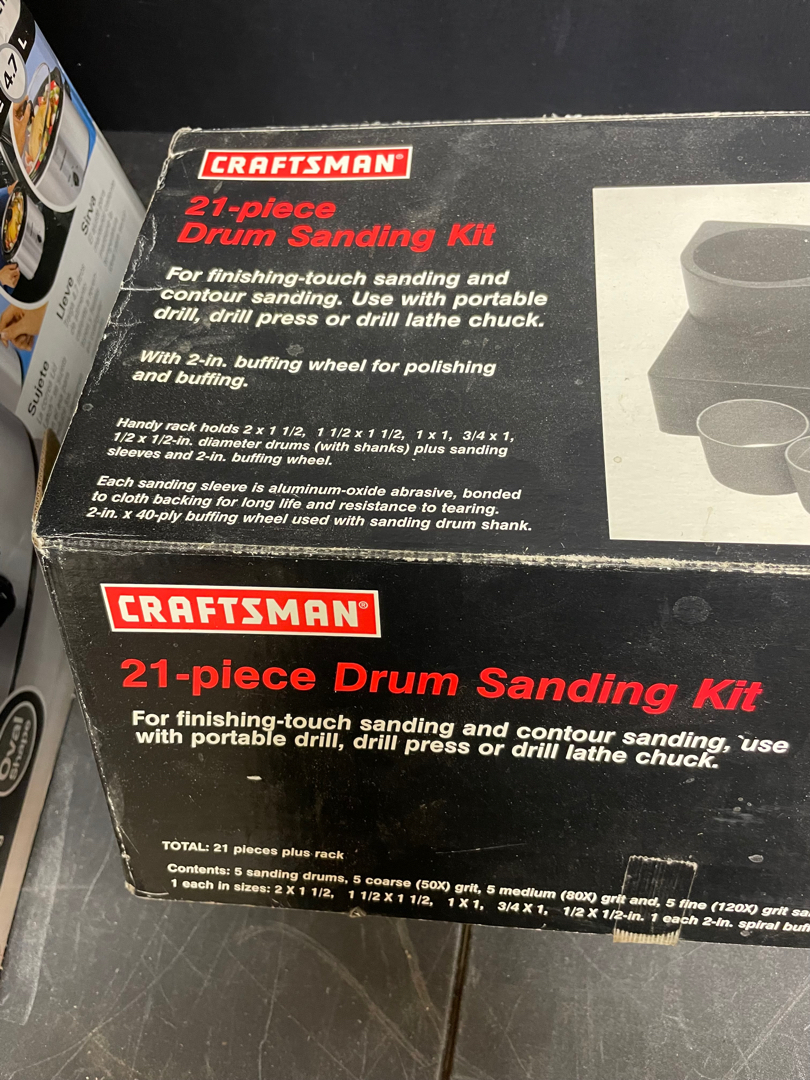 4.7 L
Sirva
Lleve
Sujete
Oval
Shape
CRAFTSMAN®
21-piece
Drum Sanding Kit
For finishing-touch sanding and
contour sanding. Use with portable
drill, drill press or drill lathe chuck.
With 2-in. buffing wheel for polishing
and buffing.
Handy rack holds 2 x 1 1/2, 1 1/2 x 1 1/2, 1 x 1, 3/4 x 1,
1/2 x 1/2-in. diameter drums (with shanks) plus sanding
sleeves and 2-in. buffing wheel.
Each sanding sleeve is aluminum-oxide abrasive, bonded
to cloth backing for long life and resistance to tearing.
2-in. x 40-ply buffing wheel used with sanding drum shank.
CRAFTSMAN®
21-piece Drum Sanding Kit
For finishing-touch sanding and contour sanding, use
with portable drill, drill press or drill lathe chuck.
TOTAL: 21 pieces plus rack
Contents: 5 sanding drums, 5 coarse (50X) grit, 5 medium (80X) grit and, 5 fine (120X) grit
1 each in sizes: 2 X 1 1/2, 1 1/2 X 1 1/2, 1 X 1, 3/4 X 1, 1/2 X 1/2-in. 1 each 2-in. spiral